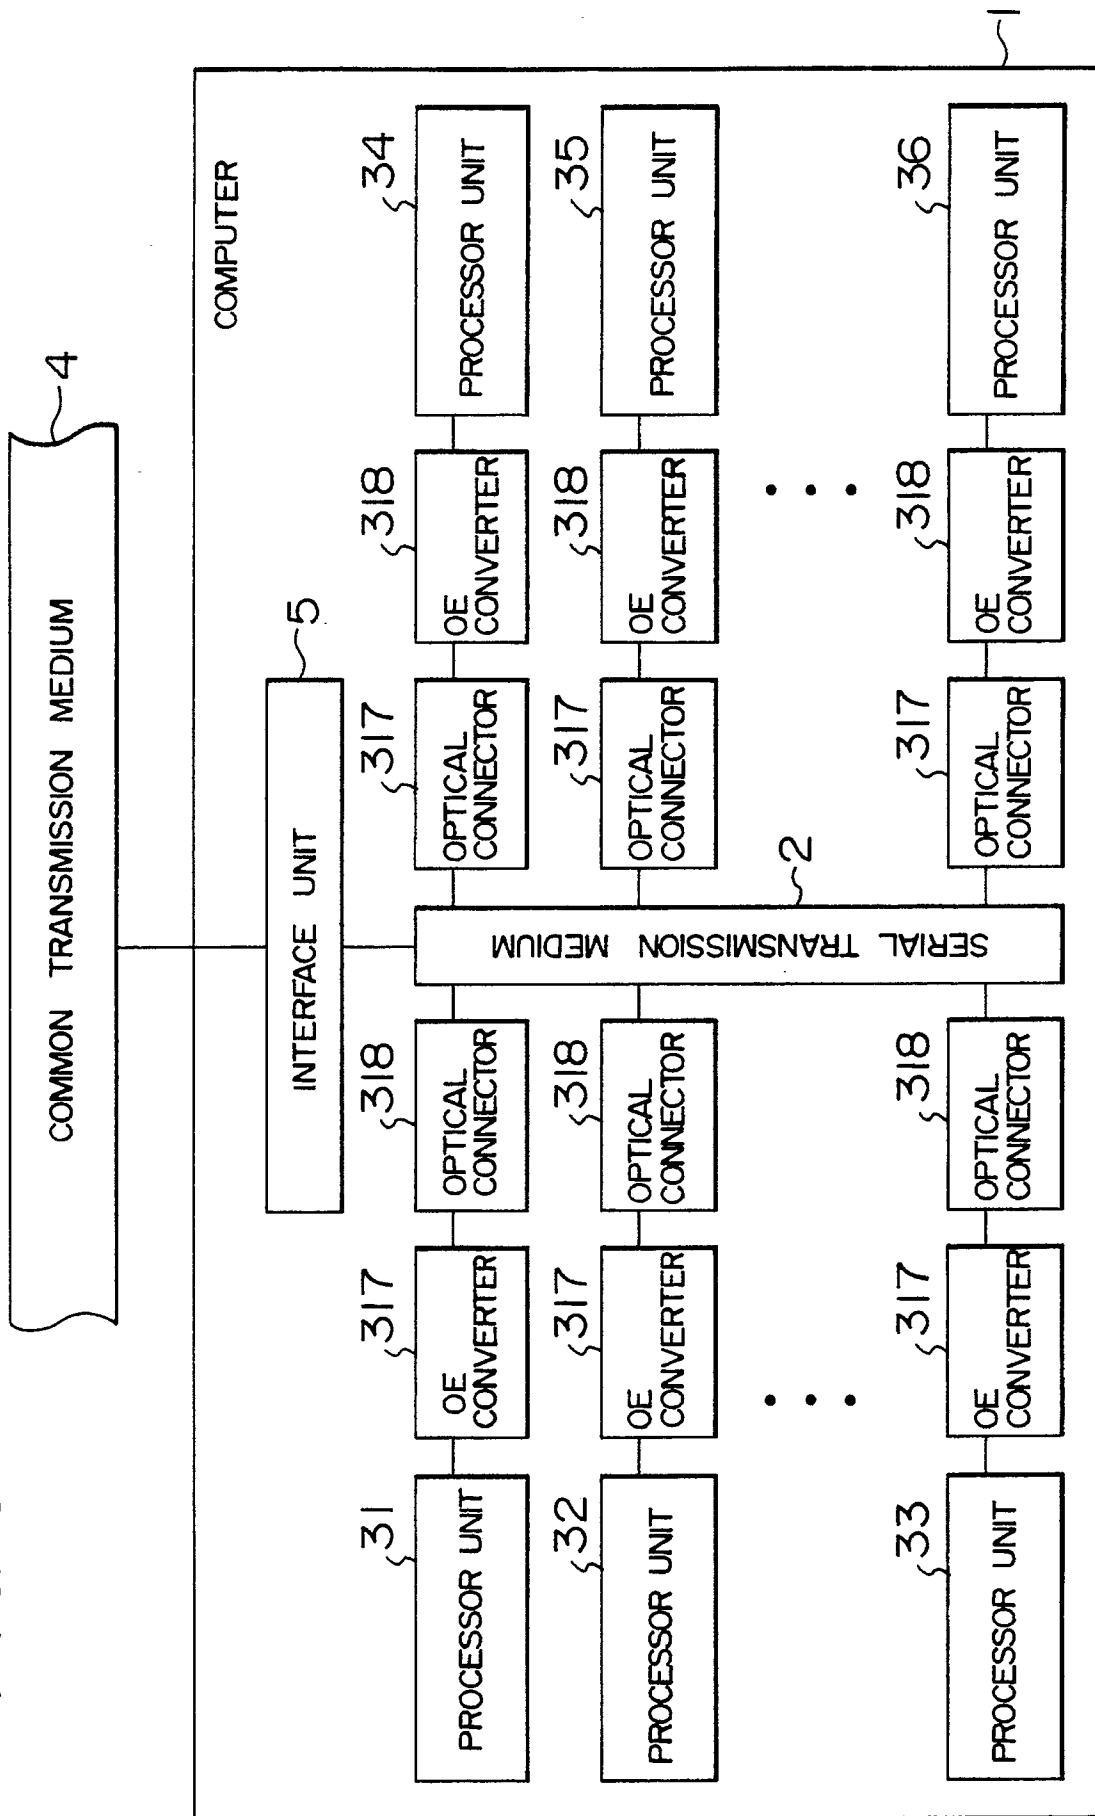 COMMON TRANSMISSION MEDIUM
4
1
COMPUTER
INTERFACE UNIT
5
31
317
318
317
318
34
PROCESSOR UNIT
OE
CONVERTER
OPTICAL
CONNECTOR
OPTICAL
CONNECTOR
OE
CONVERTER
PROCESSOR UNIT
32
317
318
317
318
35
PROCESSOR UNIT
OE
CONVERTER
OPTICAL
CONNECTOR
OPTICAL
CONNECTOR
OE
CONVERTER
PROCESSOR UNIT
SERIAL TRANSMISSION MEDIUM
2
33
317
318
317
318
36
PROCESSOR UNIT
OE
CONVERTER
OPTICAL
CONNECTOR
OPTICAL
CONNECTOR
OE
CONVERTER
PROCESSOR UNIT